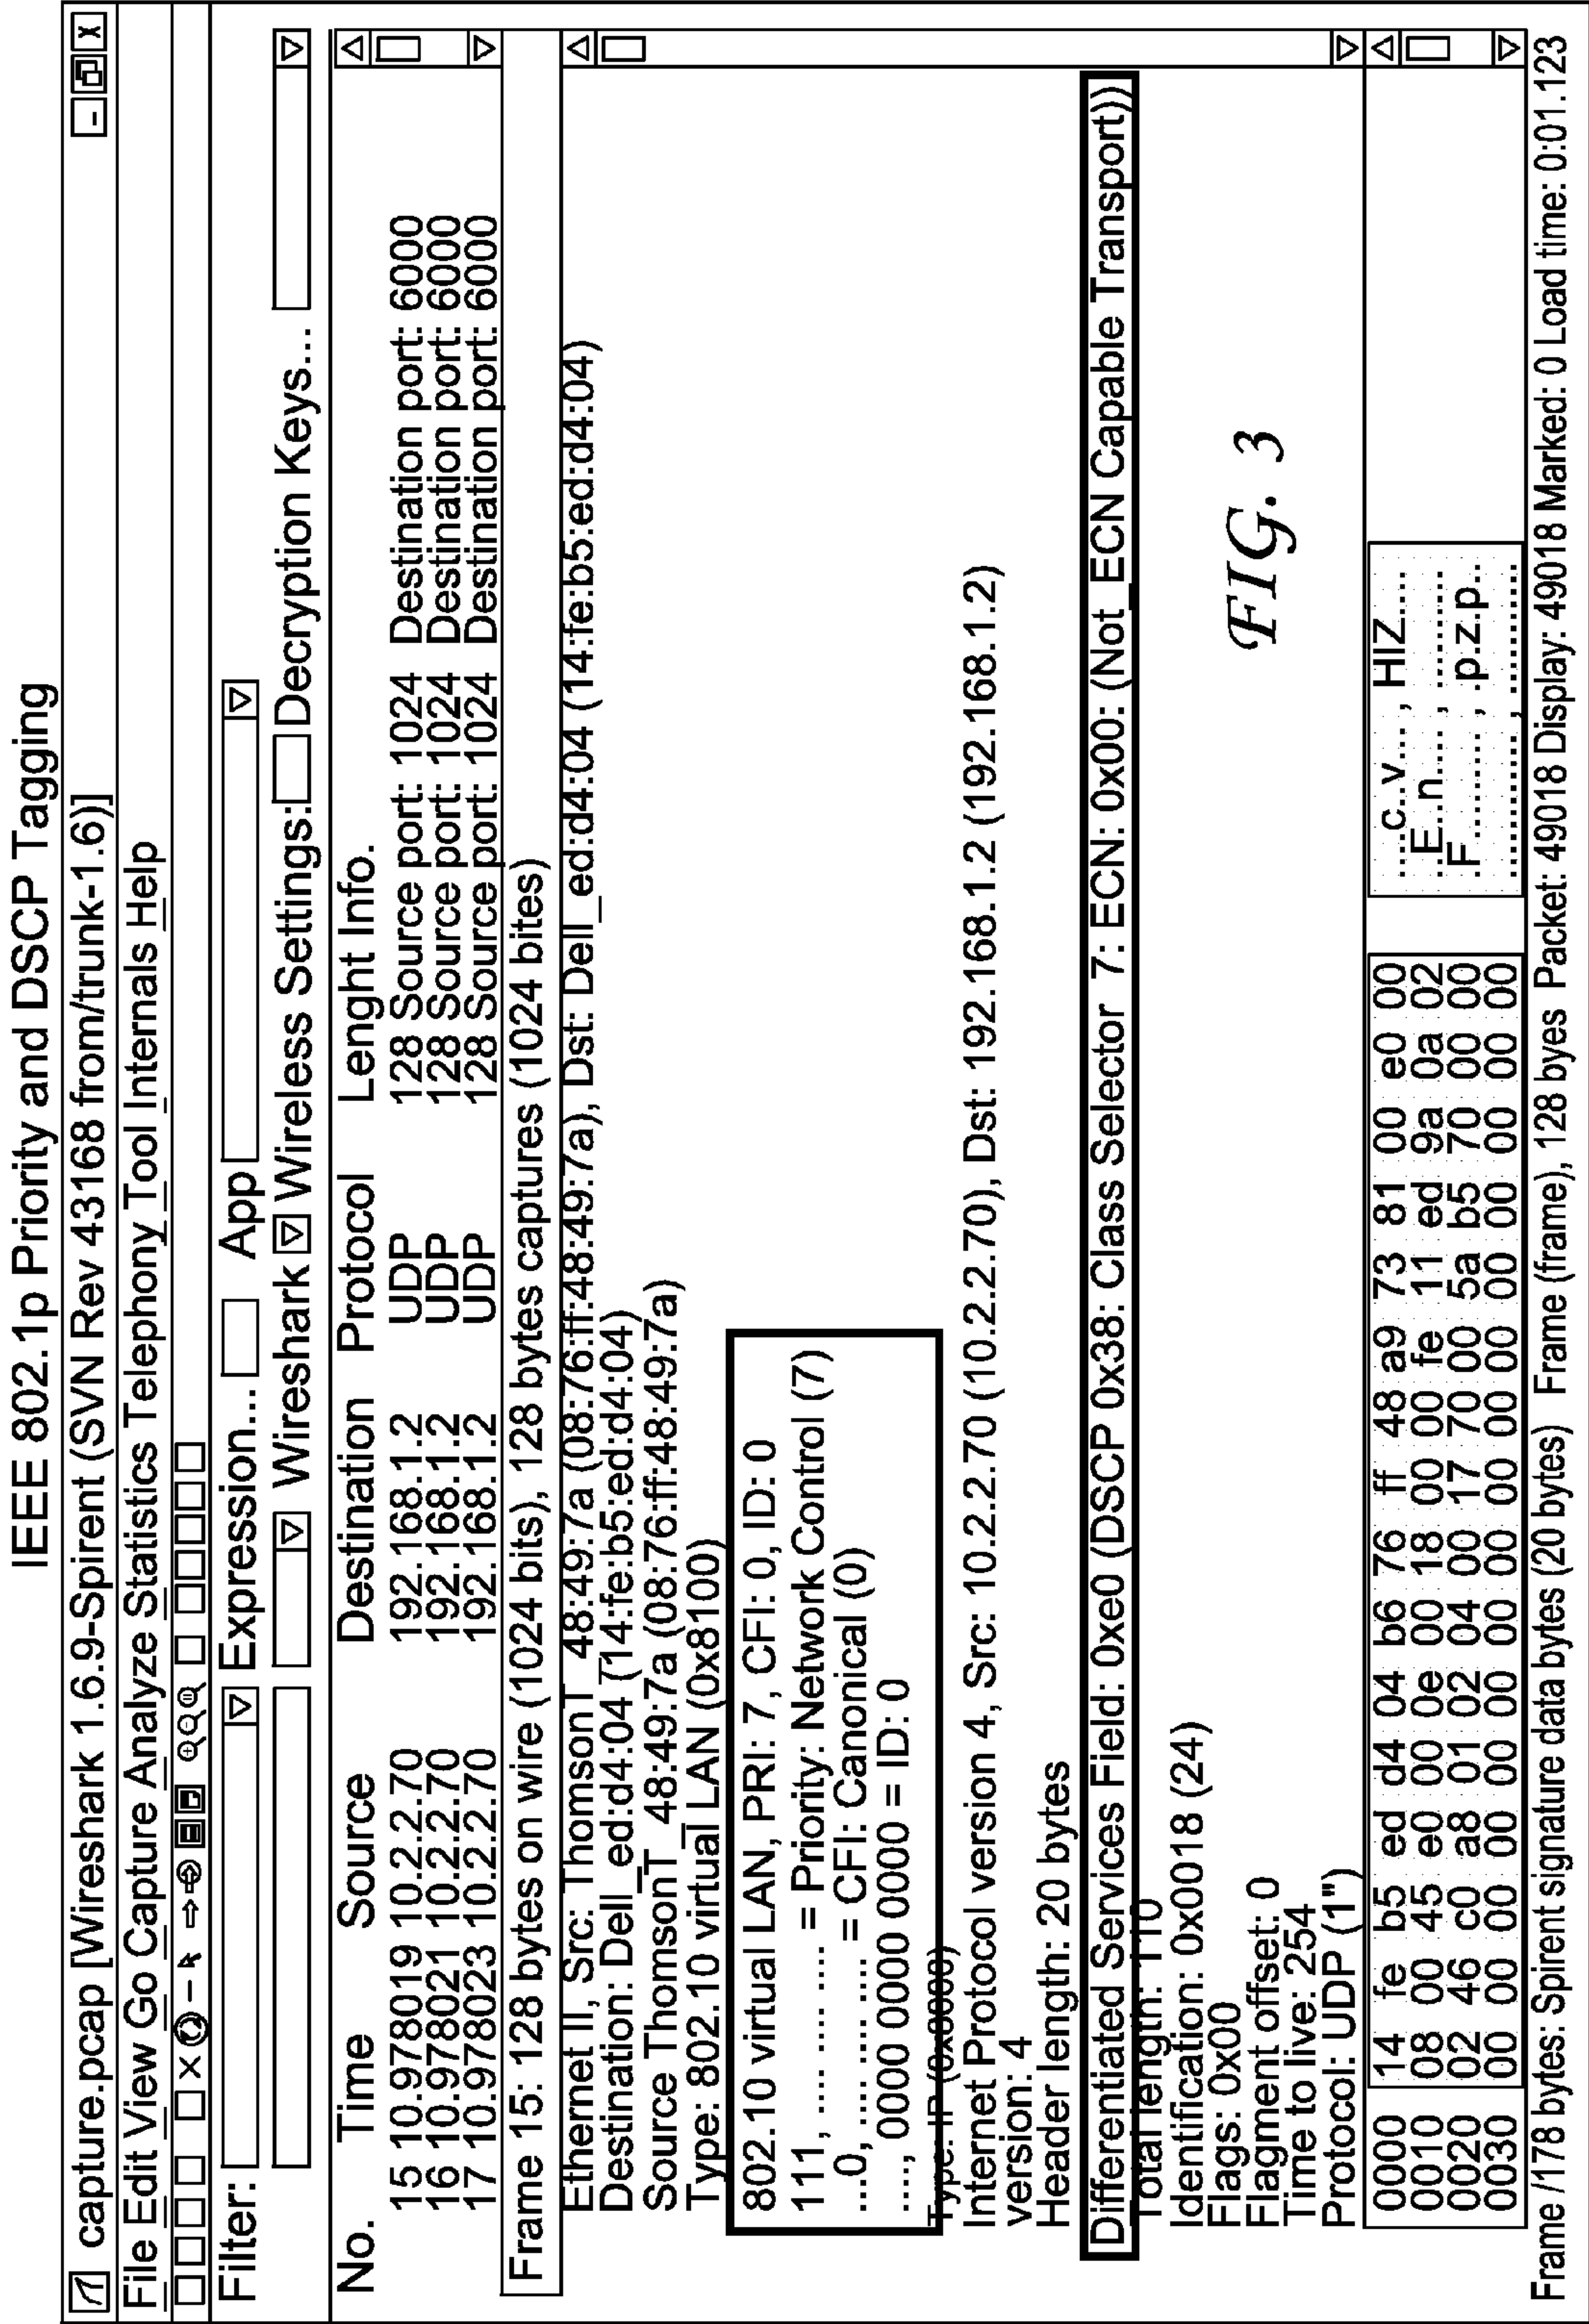 IEEE 802.1p Priority and DSCP Tagging
capture.pcap [Wireshark 1.6.9-Spirent (SVN Rev 43168 from/trunk-1.6)]
File Edit View Go Capture Analyze Statistics Telephony Tool Internals Help
Filter: Expression... App
Wireshark Wireless Settings: Decryption Keys...
No. Time Source Destination Protocol Lenght Info.
15 10.978019 10.2.2.70 192.168.1.2 UDP 128 Source port: 1024 Destination port: 6000
16 10.978021 10.2.2.70 192.168.1.2 UDP 128 Source port: 1024 Destination port: 6000
17 10.978023 10.2.2.70 192.168.1.2 UDP 128 Source port: 1024 Destination port: 6000
Frame 15: 128 bytes on wire (1024 bits), 128 bytes captures (1024 bites)
Ethernet II, Src: Thomson T_48:49:7a (08:76:ff:48:49:7a), Dst: Dell_ed:d4:04 (14:fe:b5:ed:d4:04)
Destination: Dell_ed:d4:04 (14:fe:b5:ed:d4:04)
Source ThomsonT_48:49:7a (08:76:ff:48:49:7a)
Type: 802.10 virtual LAN (0x8100)
802.10 virtual LAN, PRI: 7, CFI: 0, ID: 0
111, .... .... .... = Priority: Network Control (7)
...0, .... .... .... = CFI: Canonical (0)
...., 0000 0000 0000 = ID: 0
Type: IP (0x0800)
Internet Protocol version 4, Src: 10.2.2.70 (10.2.2.70), Dst: 192.168.1.2 (192.168.1.2)
version: 4
Header length: 20 bytes
Differentiated Services Field: 0xe0 (DSCP 0x38: Class Selector 7: ECN: 0x00: (Not_ECN Capable Transport))
Total length: 110
Identification: 0x0018 (24)
Flags: 0x00
Flagment offset: 0
Time to live: 254
Protocol: UDP (1")
FIG. 3
0000 14 fe b5 ed d4 04 b6 76 ff 48 a9 73 81 00 e0 00 ....c..v... , HIZ....
0010 08 00 45 e0 00 0e 00 18 00 00 fe 11 ed 9a 0a 02 ..E..n.... , .........
0020 02 46 c0 a8 01 02 04 00 17 70 00 5a b5 70 00 00 F.......... , .p.z.p..
0030 00 00 00 00 00 00 00 00 00 00 00 00 00 00 00 00 ............. , .........
Frame /178 bytes: Spirent signature data bytes (20 bytes) Frame (frame), 128 byes Packet: 49018 Display: 49018 Marked: 0 Load time: 0:01.123